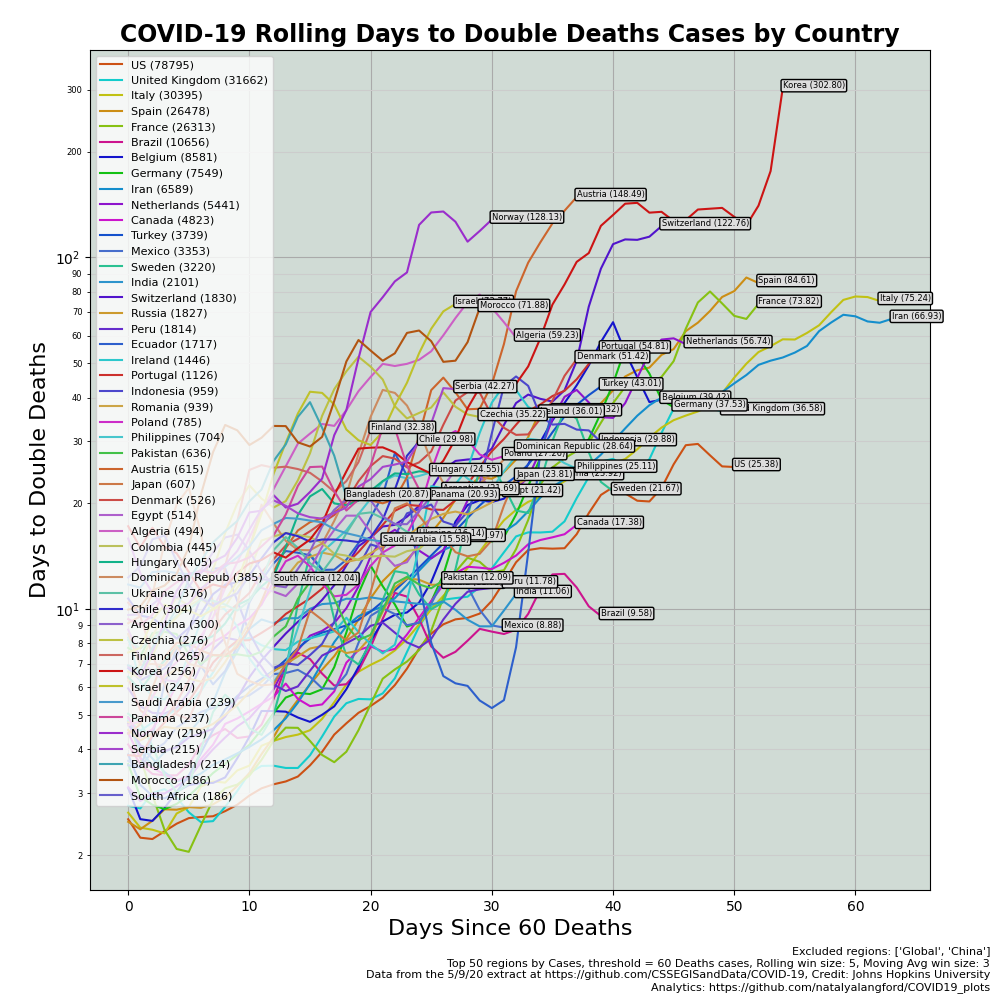 COVID-19 Rolling Days to Double Deaths Cases by Country
US (78795)
United Kingdom (31662)
Italy (30395)
Spain (26478)
France (26313)
Brazil (10656)
Belgium (8581)
Germany (7549)
Iran (6589)
Netherlands (5441)
Canada (4823)
Turkey (3739)
Mexico (3353)
Sweden (3220)
India (2101)
Switzerland (1830)
Russia (1827)
Peru (1814)
Ecuador (1717)
Ireland (1446)
Portugal (1126)
Indonesia (959)
Romania (939)
Poland (785)
Philippines (704)
Pakistan (636)
Austria (615)
Japan (607)
Denmark (526)
Egypt (514)
Algeria (494)
Colombia (445)
Hungary (405)
Dominican Repub (385)
Ukraine (376)
Chile (304)
Argentina (300)
Czechia (276)
Finland (265)
Korea (256)
Israel (247)
Saudi Arabia (239)
Panama (237)
Norway (219)
Serbia (215)
Bangladesh (214)
Morocco (186)
South Africa (186)
Days to Double Deaths
300
200
10²
90
80
70
60
50
40
30
20
10¹
9
8
7
6
5
4
3
2
Korea (302.80)
Austria (148.49)
Norway (128.13)
Switzerland (122.76)
Spain (84.61)
Israel
Morocco (71.88)
France (73.82)
Italy (75.24)
Iran (66.93)
Algeria (59.23)
Portugal (54.81)
Netherlands (56.74)
Denmark (51.42)
Serbia (42.27)
Turkey (43.01)
Belgium (39.42)
Germany (37.53)
Kingdom (36.58)
Czechia (35.22)
eland (36.01)
32)
Finland (32.38)
Chile (29.98)
Indonesia (29.88)
Dominican Republic (28.64)
Hungary (24.55)
Japan (23.81)
Philippines (25.11)
US (25.38)
Bangladesh (20.87)
Panama (20.93)
pt (21.42)
Sweden (21.67)
Canada (17.38)
Saudi Arabia (15.58)
.97)
South Africa (12.04)
Pakistan (12.09)
ru (11.78)
India (11.06)
Brazil (9.58)
Mexico (8.88)
0
10
20
30
40
50
60
Days Since 60 Deaths
Excluded regions: ['Global', 'China']
Top 50 regions by Cases, threshold = 60 Deaths cases, Rolling win size: 5, Moving Avg win size: 3
Data from the 5/9/20 extract at https://github.com/CSSEGISandData/COVID-19, Credit: Johns Hopkins University
Analytics: https://github.com/natalyalangford/COVID19_plots